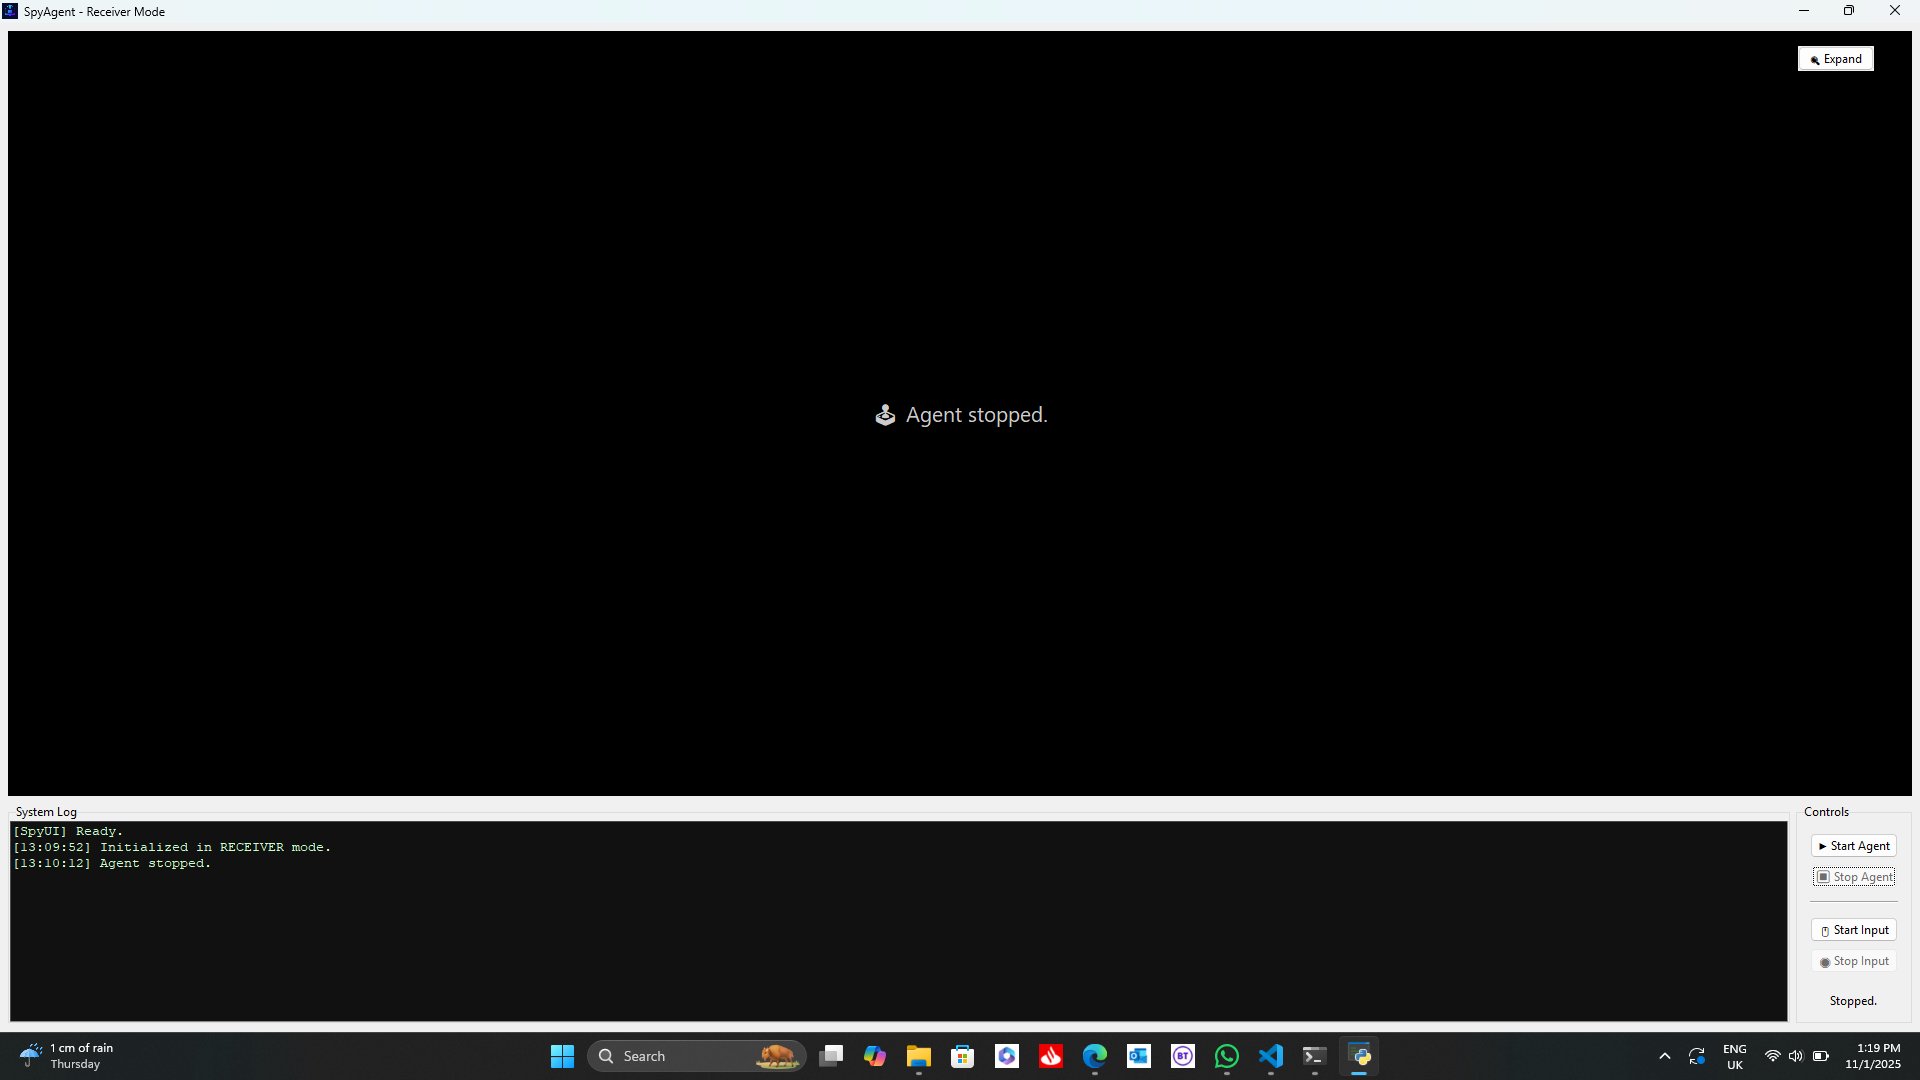 SpyAgent - Receiver Mode
Expand
Agent stopped.
System Log
[SpyUI] Ready.
[13:09:52] Initialized in RECEIVER mode.
[13:10:12] Agent stopped.
Controls
Start Agent
Stop Agent
Start Input
Stop Input
Stopped.
1 cm of rain
Thursday
Search
BT
ENG
UK
1:19 PM
11/1/2025